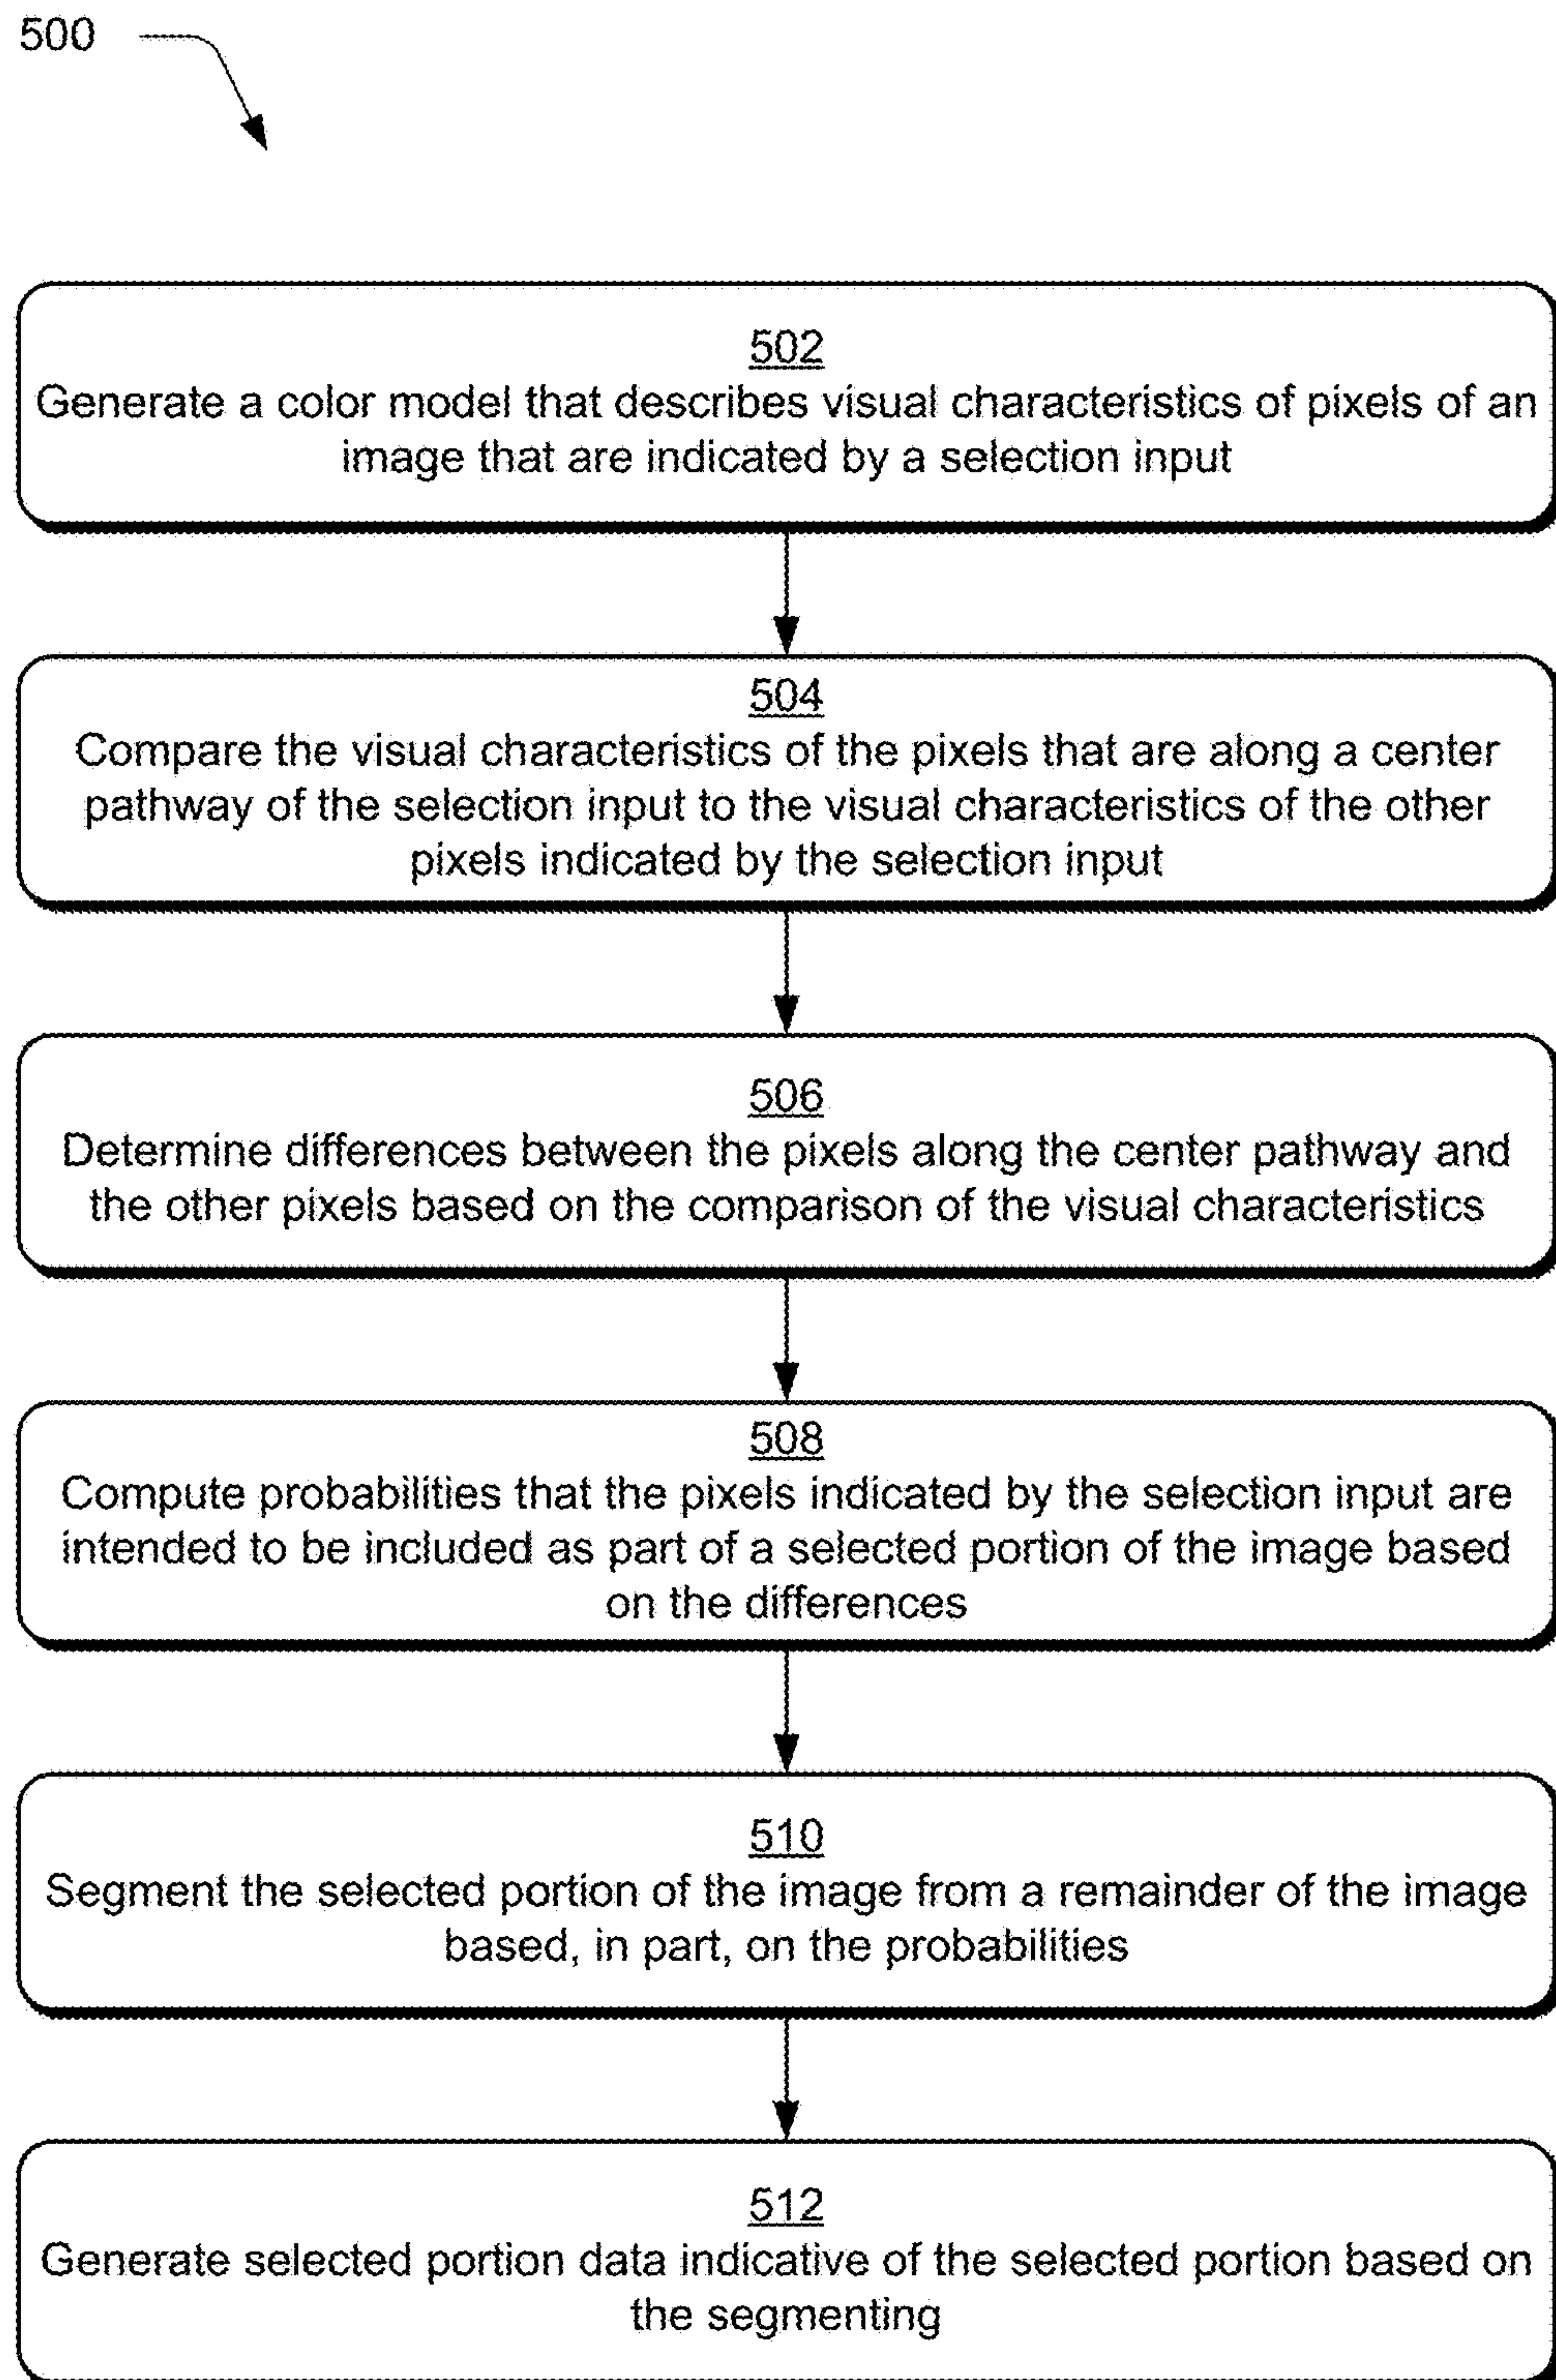 500
502
Generate a color model that describes visual characteristics of pixels of an
image that are indicated by a selection input
504
Compare the visual characteristics of the pixels that are along a center
pathway of the selection input to the visual characteristics of the other
pixels indicated by the selection input
506
Determine differences between the pixels along the center pathway and
the other pixels based on the comparison of the visual characteristics
508
Compute probabilities that the pixels indicated by the selection input are
intended to be included as part of a selected portion of the image based
on the differences
510
Segment the selected portion of the image from a remainder of the image
based, in part, on the probabilities
512
Generate selected portion data indicative of the selected portion based on
the segmenting